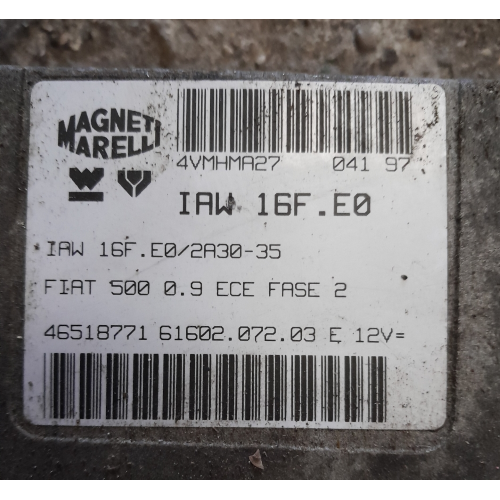 MAGNETI
MARELLI
4VMHMA27 041 97
IAW 16F.E0
IAW 16F.E0/2A30-35
FIAT 500 0.9 ECE FASE 2
46518771 61602.072.03 E 12V=